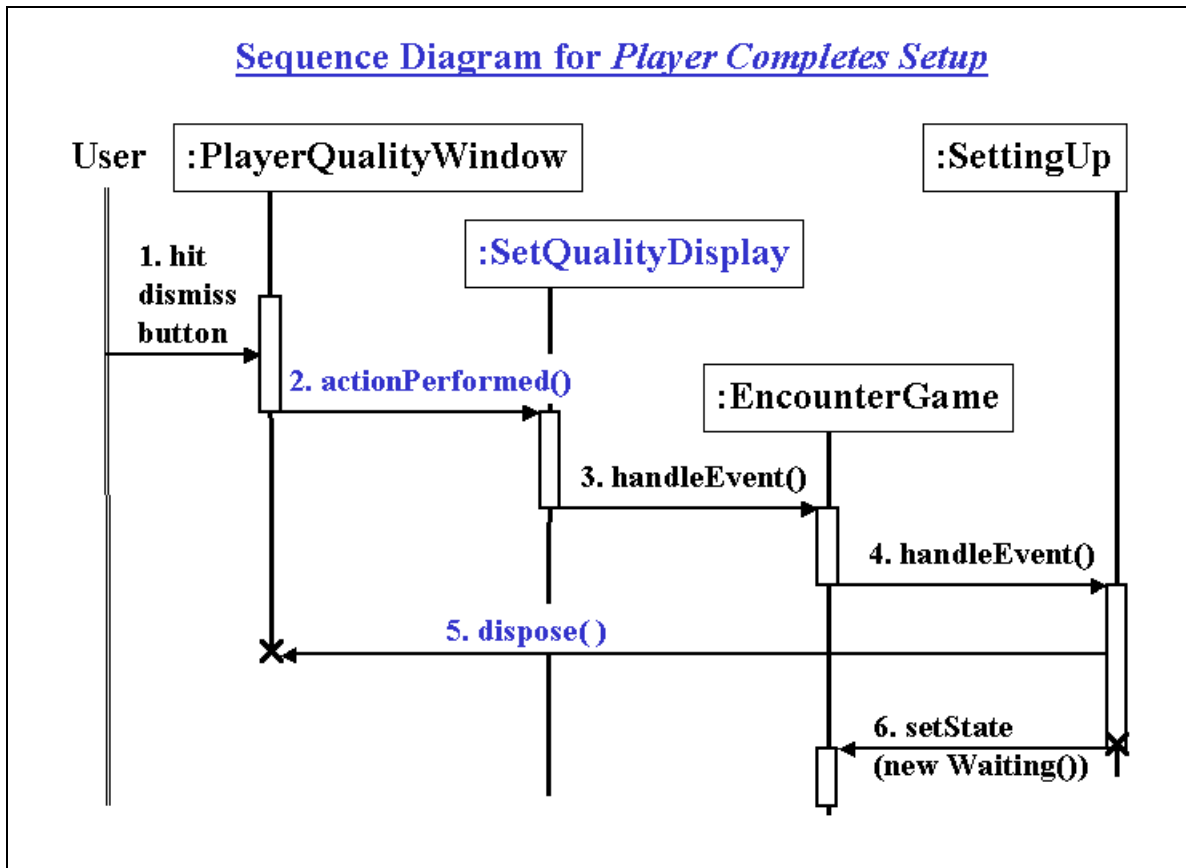 Sequence Diagram for Player Completes Setup
User
:PlayerQualityWindow
:SettingUp
:SetQualityDisplay
1. hit
dismiss
button
2. actionPerformed()
:EncounterGame
3. handleEvent()
4. handleEvent()
5. dispose( )
6. setState
(new Waiting())